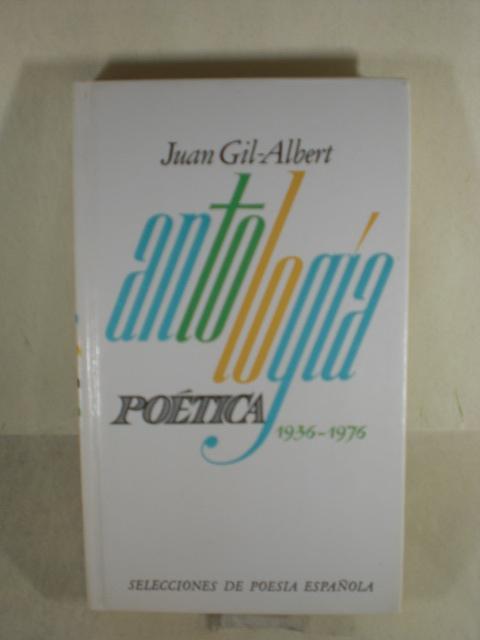 Juan Gil-Albert
antología
POÉTICA
1936-1976
SELECCIONES DE POESIA ESPAÑOLA